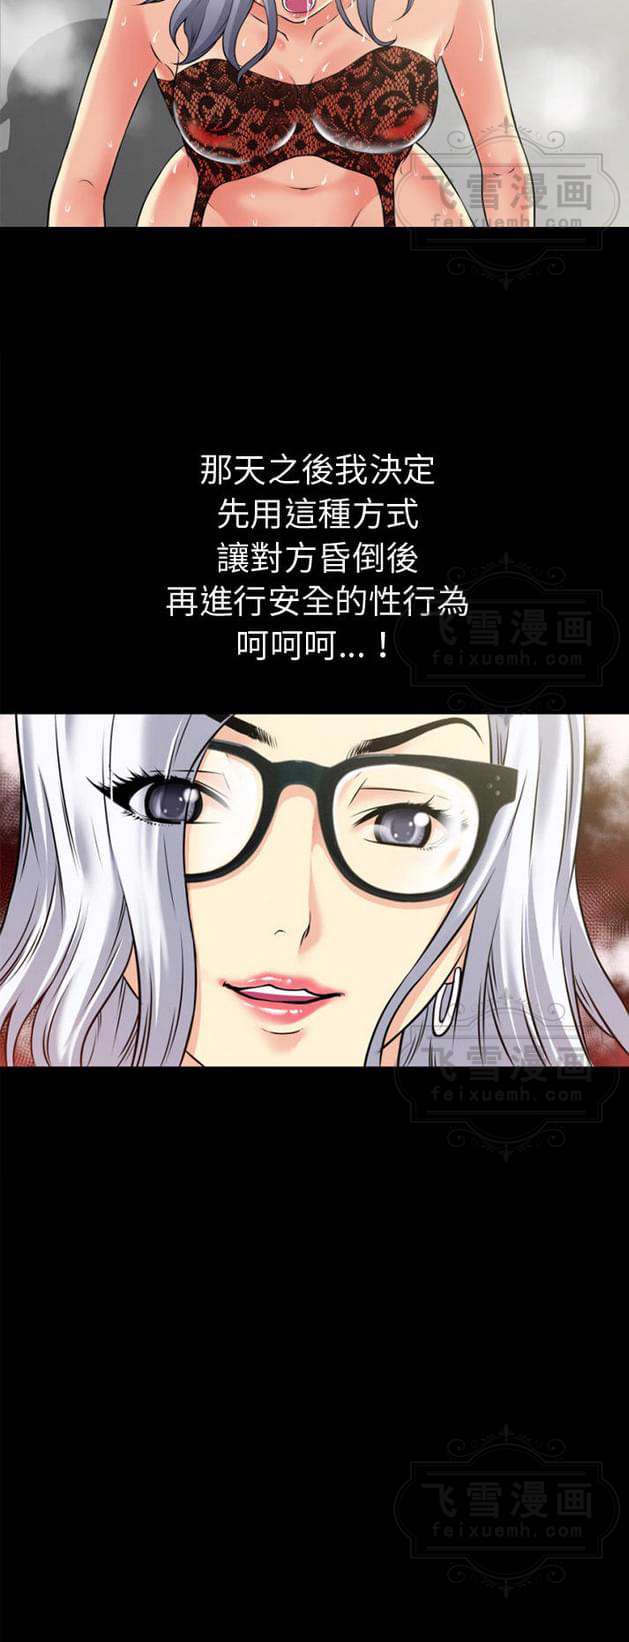 飞雪漫画
feixuemh.com
那天之後我決定
先用這種方式
讓對方昏倒後
再進行安全的性行為
呵呵呵...！
飞雪漫画
feixuemh.com
飞雪漫画
feixuemh.com
飞雪漫画
feixuemh.com